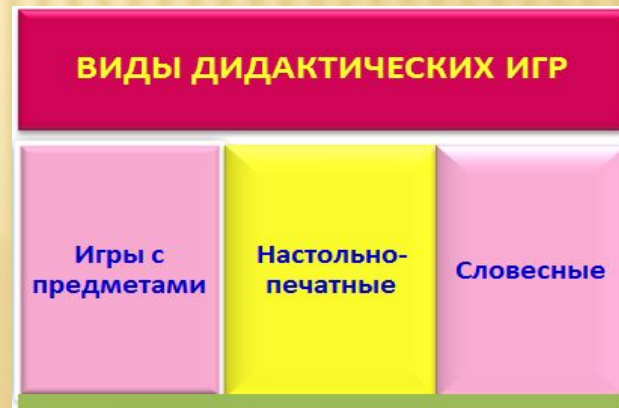 ВИДЫ ДИДАКТИЧЕСКИХ ИГР
Игры с
предметами
Настольно-
печатные
Словесные